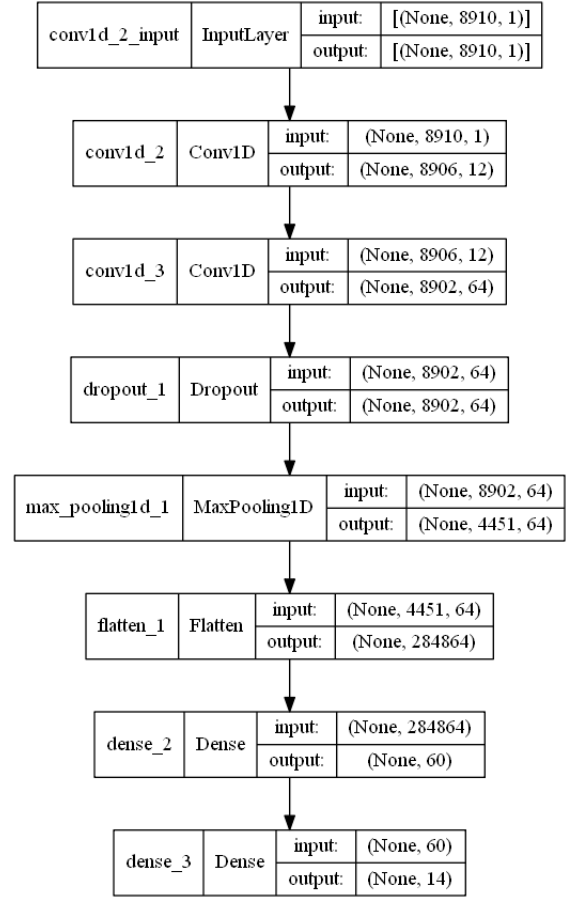 conv1d_2_input InputLayer input: [(None, 8910, 1)]
output: [(None, 8910, 1)]
conv1d_2 Conv1D input: (None, 8910, 1)
output: (None, 8906, 12)
conv1d_3 Conv1D input: (None, 8906, 12)
output: (None, 8902, 64)
dropout_1 Dropout input: (None, 8902, 64)
output: (None, 8902, 64)
max_pooling1d_1 MaxPooling1D input: (None, 8902, 64)
output: (None, 4451, 64)
flatten_1 Flatten input: (None, 4451, 64)
output: (None, 284864)
dense_2 Dense input: (None, 284864)
output: (None, 60)
dense_3 Dense input: (None, 60)
output: (None, 14)